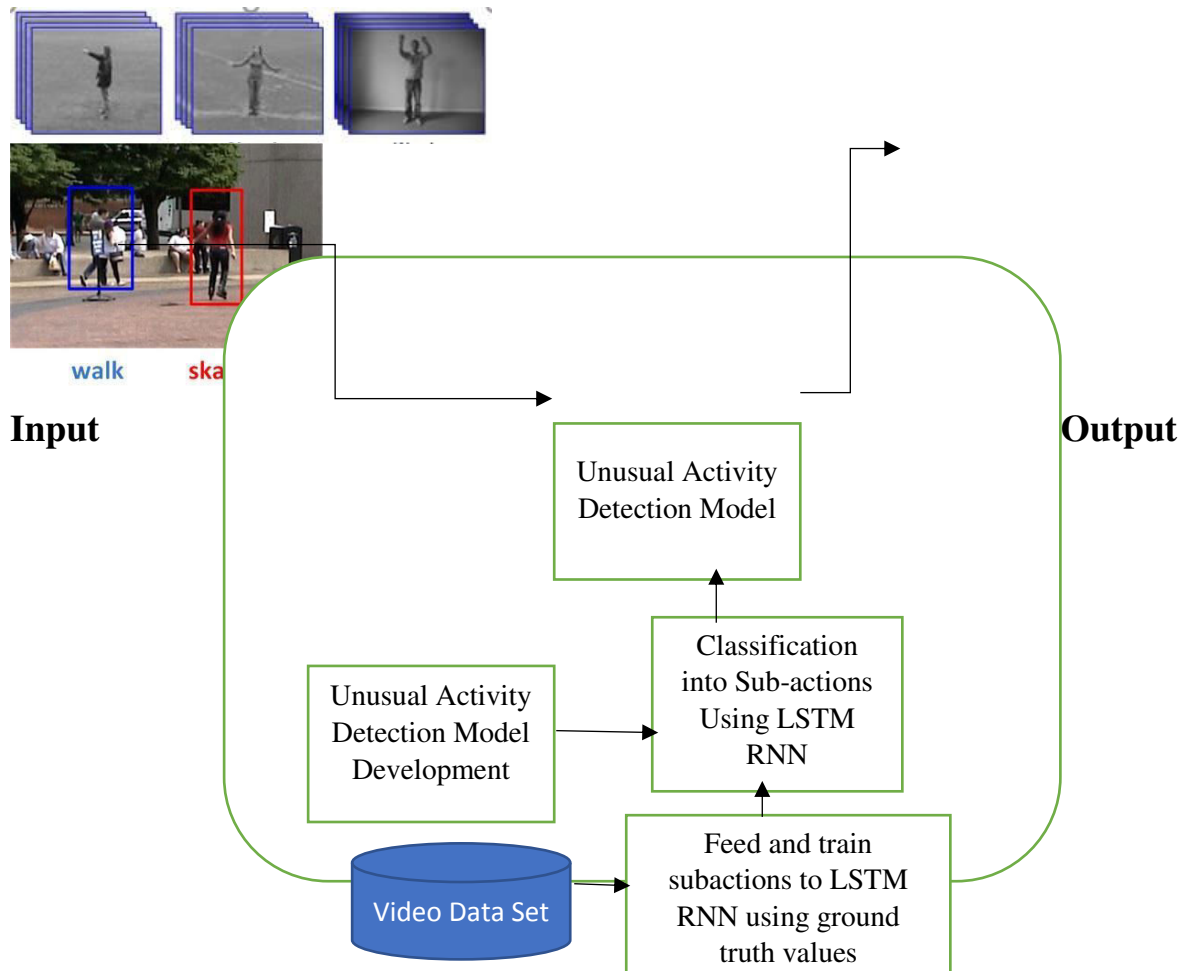 walk
ska
Input
Output
Unusual Activity
Detection Model
Classification
into Sub-actions
Using LSTM
RNN
Unusual Activity
Detection Model
Development
Feed and train
subactions to LSTM
RNN using ground
truth values
Video Data Set